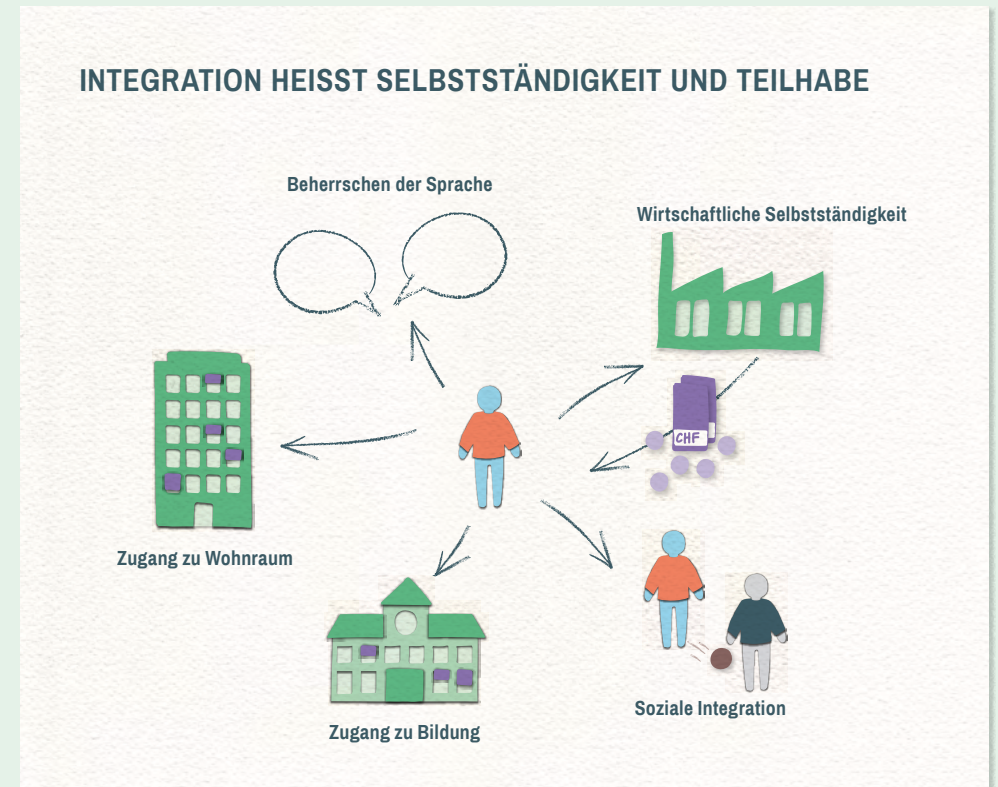 INTEGRATION HEISST SELBSTSTÄNDIGKEIT UND TEILHABE
Beherrschen der Sprache
Wirtschaftliche Selbstständigkeit
CHF
Zugang zu Wohnraum
Soziale Integration
Zugang zu Bildung